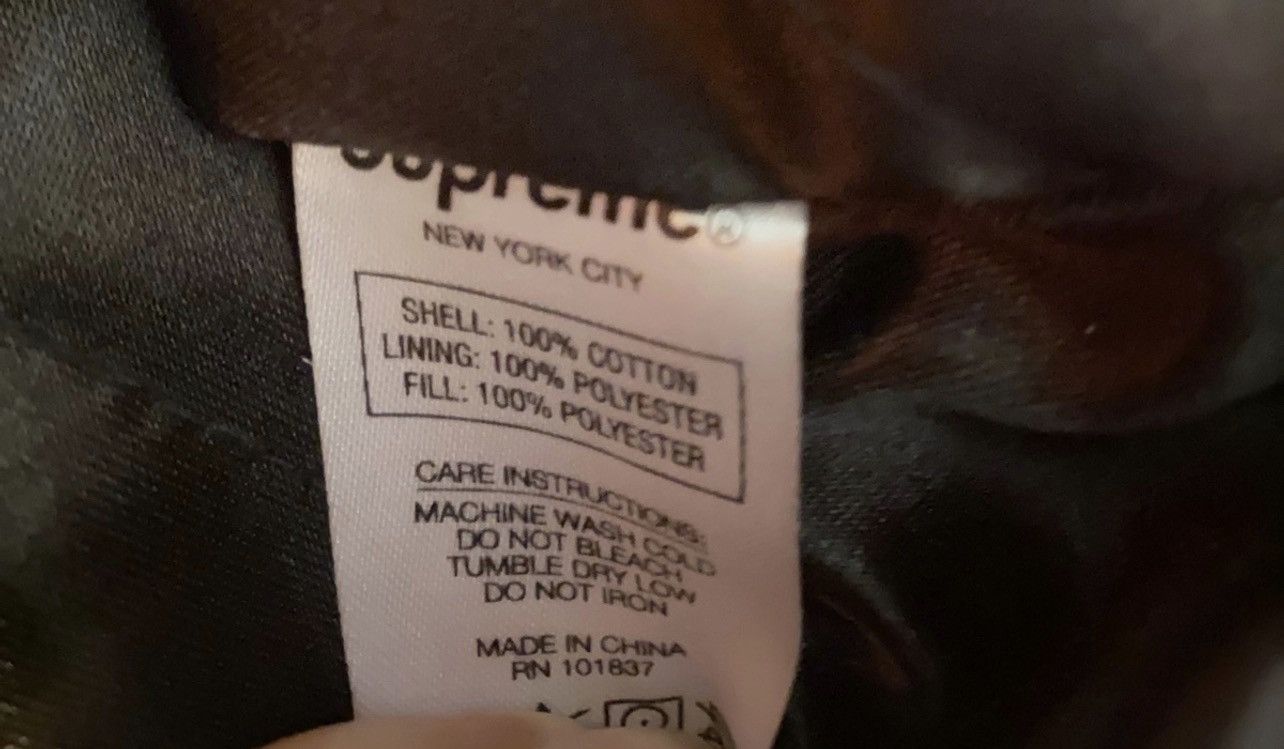 Supreme®
NEW YORK CITY
SHELL: 100% COTTON
LINING: 100% POLYESTER
FILL: 100% POLYESTER
CARE INSTRUCTIONS:
MACHINE WASH COLD
DO NOT BLEACH
TUMBLE DRY LOW
DO NOT IRON
MADE IN CHINA
RN 101837